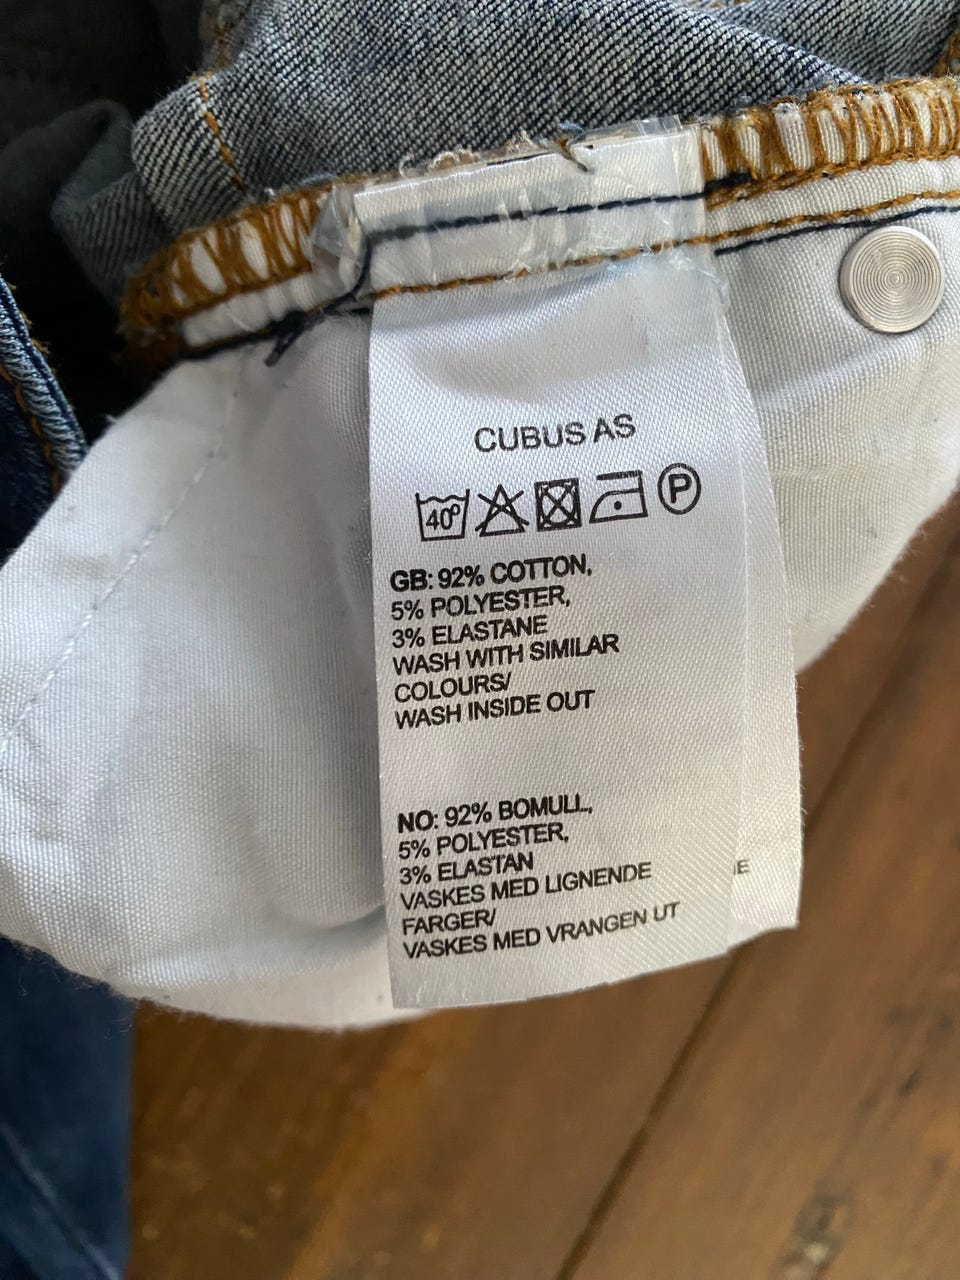 CUBUS AS
40°
P
GB: 92% COTTON,
5% POLYESTER,
3% ELASTANE
WASH WITH SIMILAR
COLOURS/
WASH INSIDE OUT
NO: 92% BOMULL,
5% POLYESTER,
3% ELASTAN
VASKES MED LIGNENDE
FARGER/
VASKES MED VRANGEN UT